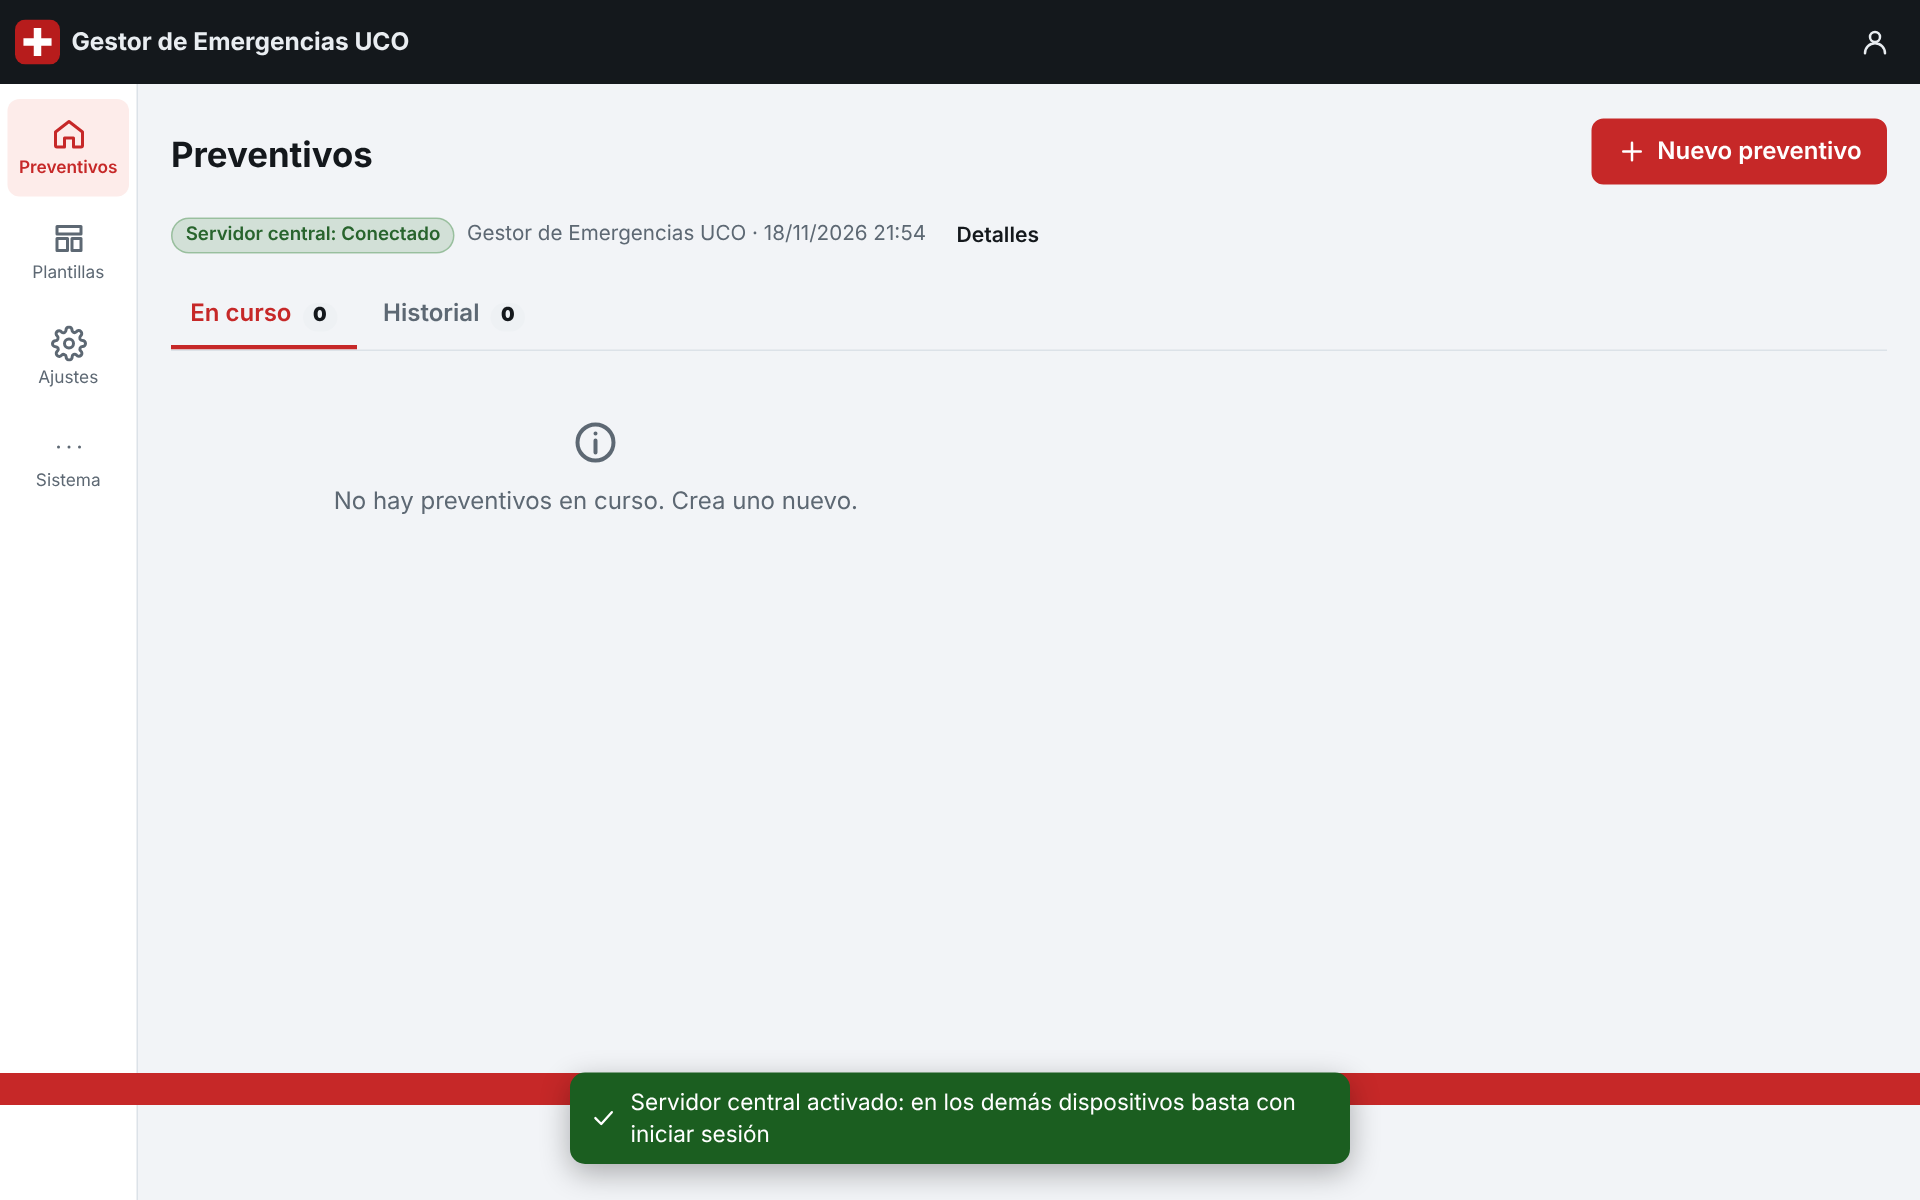 Gestor de Emergencias UCO
Preventivos
Plantillas
Ajustes
Sistema
Preventivos
Nuevo preventivo
Servidor central: Conectado
Gestor de Emergencias UCO · 18/11/2026 21:54
Detalles
En curso 0
Historial 0
No hay preventivos en curso. Crea uno nuevo.
Servidor central activado: en los demás dispositivos basta con
iniciar sesión